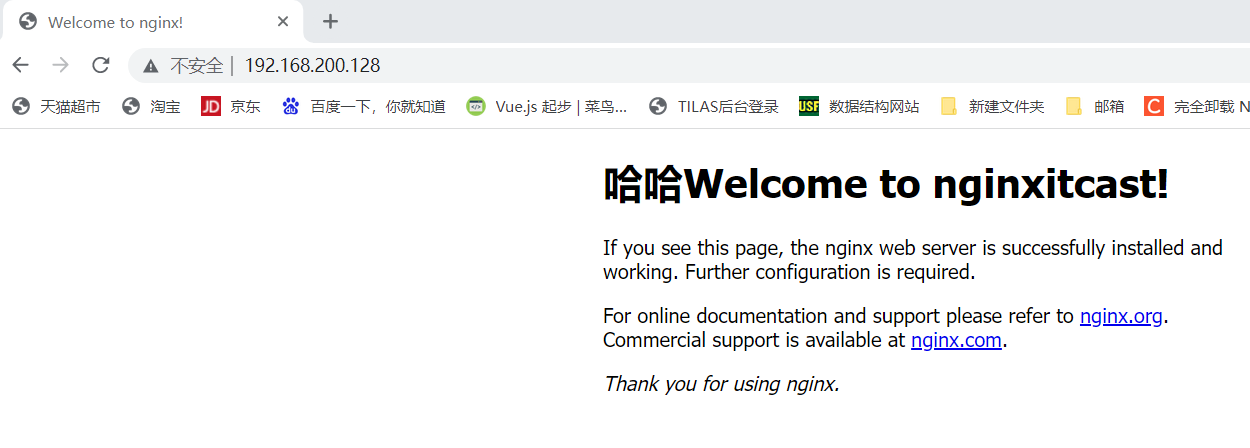 Welcome to nginx!
不安全 | 192.168.200.128
天猫超市 淘宝 JD 京东 百度一下，你就知道 Vue.js 起步 | 菜鸟... TILAS后台登录 USF 数据结构网站 新建文件夹 邮箱 C 完全卸载 N
哈哈Welcome to nginxitcast!
If you see this page, the nginx web server is successfully installed and
working. Further configuration is required.
For online documentation and support please refer to nginx.org.
Commercial support is available at nginx.com.
Thank you for using nginx.